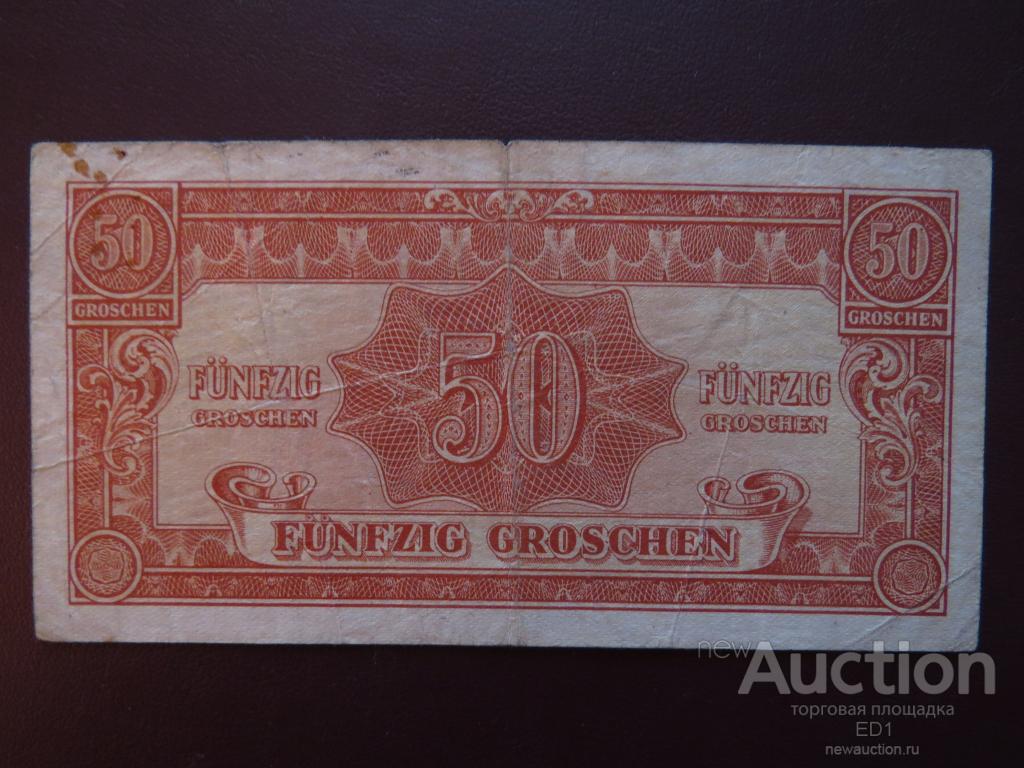 50
GROSCHEN
50
GROSCHEN
FÜNFZIG
GROSCHEN
50
FÜNFZIG
GROSCHEN
FÜNFZIG GROSCHEN
newAuction
торговая площадка
ED1
newauction.ru